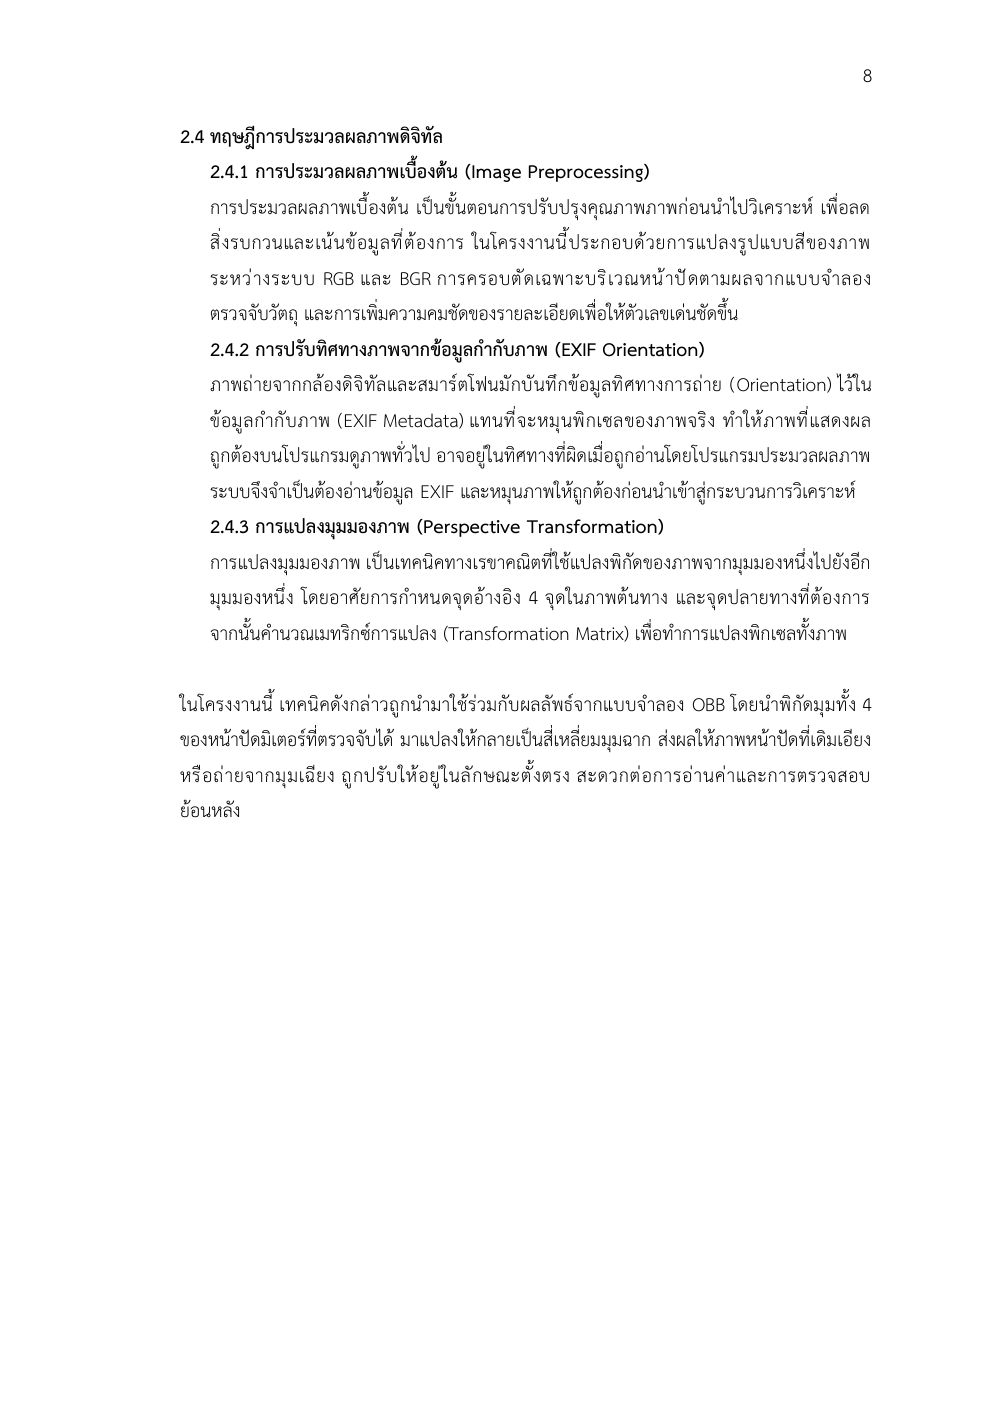 8
2.4 ทฤษฎีการประมวลผลภาพดิจิทัล
2.4.1 การประมวลผลภาพเบื้องต้น (Image Preprocessing)
การประมวลผลภาพเบื้องต้น เป็นขั้นตอนการปรับปรุงคุณภาพภาพก่อนนำไปวิเคราะห์ เพื่อลด
สิ่งรบกวนและเน้นข้อมูลที่ต้องการ ในโครงงานนี้ประกอบด้วยการแปลงรูปแบบสีของภาพ
ระหว่างระบบ RGB และ BGR การครอบตัดเฉพาะบริเวณหน้าปัดตามผลจากแบบจำลอง
ตรวจจับวัตถุ และการเพิ่มความคมชัดของรายละเอียดเพื่อให้ตัวเลขเด่นชัดขึ้น
2.4.2 การปรับทิศทางภาพจากข้อมูลกำกับภาพ (EXIF Orientation)
ภาพถ่ายจากกล้องดิจิทัลและสมาร์ตโฟนมักบันทึกข้อมูลทิศทางการถ่าย (Orientation) ไว้ใน
ข้อมูลกำกับภาพ (EXIF Metadata) แทนที่จะหมุนพิกเซลของภาพจริง ทำให้ภาพที่แสดงผล
ถูกต้องบนโปรแกรมดูภาพทั่วไป อาจอยู่ในทิศทางที่ผิดเมื่อถูกอ่านโดยโปรแกรมประมวลผลภาพ
ระบบจึงจำเป็นต้องอ่านข้อมูล EXIF และหมุนภาพให้ถูกต้องก่อนนำเข้าสู่กระบวนการวิเคราะห์
2.4.3 การแปลงมุมมองภาพ (Perspective Transformation)
การแปลงมุมมองภาพ เป็นเทคนิคทางเรขาคณิตที่ใช้แปลงพิกัดของภาพจากมุมมองหนึ่งไปยังอีก
มุมมองหนึ่ง โดยอาศัยการกำหนดจุดอ้างอิง 4 จุดในภาพต้นทาง และจุดปลายทางที่ต้องการ
จากนั้นคำนวณเมทริกซ์การแปลง (Transformation Matrix) เพื่อทำการแปลงพิกเซลทั้งภาพ
ในโครงงานนี้ เทคนิคดังกล่าวถูกนำมาใช้ร่วมกับผลลัพธ์จากแบบจำลอง OBB โดยนำพิกัดมุมทั้ง 4
ของหน้าปัดมิเตอร์ที่ตรวจจับได้ มาแปลงให้กลายเป็นสี่เหลี่ยมมุมฉาก ส่งผลให้ภาพหน้าปัดที่เดิมเอียง
หรือถ่ายจากมุมเฉียง ถูกปรับให้อยู่ในลักษณะตั้งตรง สะดวกต่อการอ่านค่าและการตรวจสอบ
ย้อนหลัง